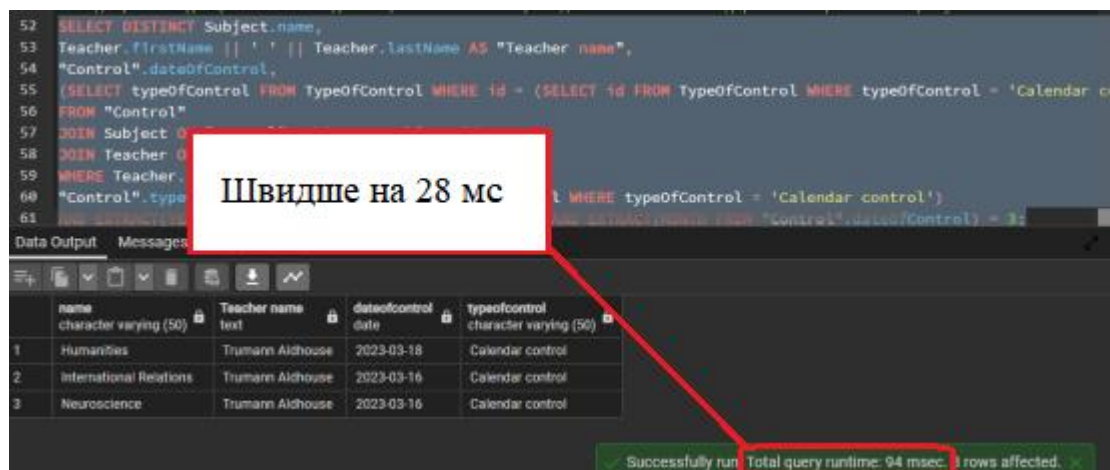 52 SELECT DISTINCT Subject.name,
53 Teacher.firstName || ' ' || Teacher.lastName AS "Teacher name",
54 "Control".dateOfControl,
55 (SELECT typeOfControl FROM TypeOfControl WHERE id = (SELECT id FROM TypeOfControl WHERE typeOfControl = 'Calendar
56 FROM "Control"
57 JOIN Subject
58 JOIN Teacher
59 WHERE Teacher.
60 "Control".type WHERE typeOfControl = 'Calendar control')
61 "Control".dateOfControl) = 3;
Швидше на 28 мс
Data Output Messages
name Teacher name dateofcontrol typeofcontrol
character varying (50) text date character varying (50)
1 Humanities Trumann Aldhouse 2023-03-18 Calendar control
2 International Relations Trumann Aldhouse 2023-03-16 Calendar control
3 Neuroscience Trumann Aldhouse 2023-03-16 Calendar control
Successfully run Total query runtime: 94 msec. rows affected.